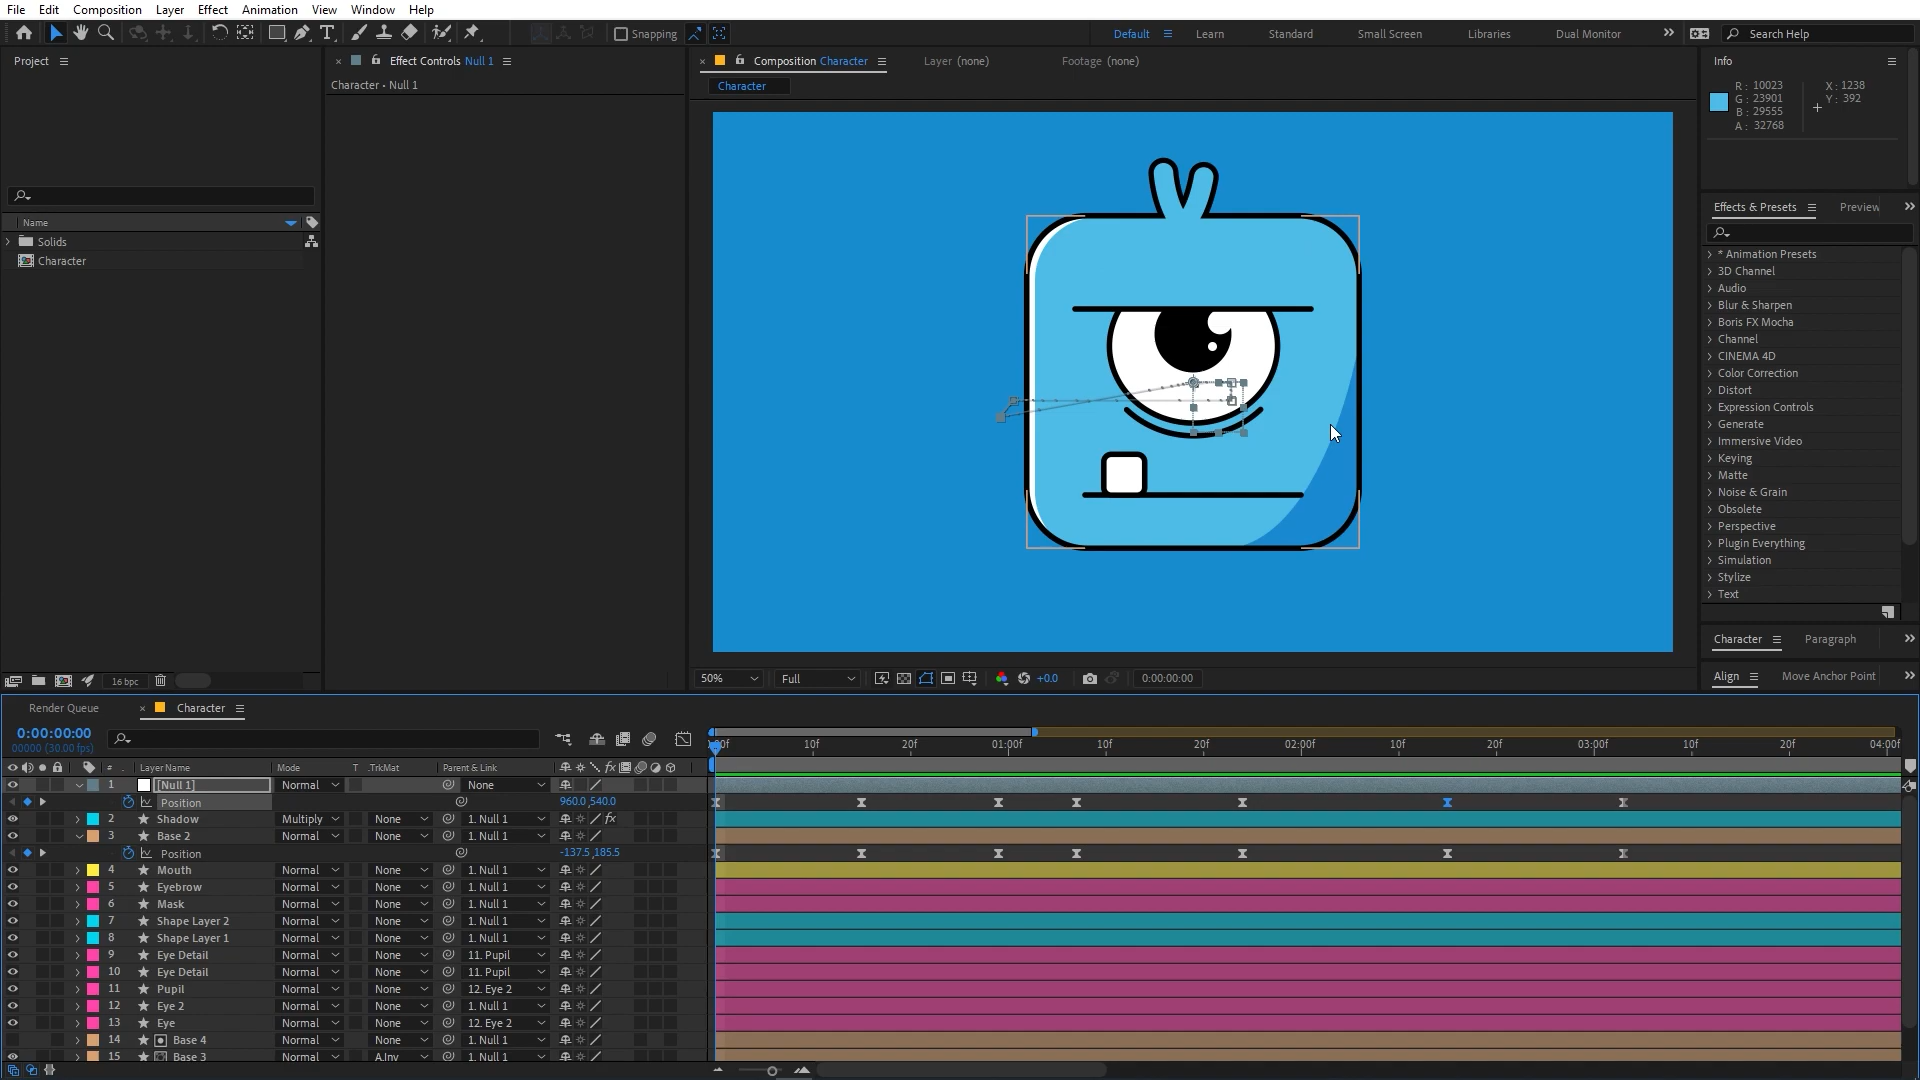 File Edit Composition Layer Effect Animation View Window Help
Snapping Default Learn Standard Small Screen Libraries Dual Monitor Search Help
Project
Effect Controls Null 1
Composition Character
Layer (none)
Footage (none)
Info
Character • Null 1
Character
R: 10023
G: 23901
B: 29555
A: 32768
X: 1238
Y: 392
Effects & Presets
Preview
Name
Solids
Character
* Animation Presets
3D Channel
Audio
Blur & Sharpen
Boris FX Mocha
Channel
CINEMA 4D
Color Correction
Distort
Expression Controls
Generate
Immersive Video
Keying
Matte
Noise & Grain
Obsolete
Perspective
Plugin Everything
Simulation
Stylize
Text
Character Paragraph
Align Move Anchor Point
16 bpc
50% Full +0.0 0:00:00:00
Render Queue Character
0:00:00:00
00000 (30.00 fps)
10f 20f 01:00f 10f 20f 02:00f 10f 20f 03:00f 10f 20f 04:00f
# Layer Name Mode T .TrkMat Parent & Link
1 [Null 1] Normal None
Position 960.0,540.0
2 Shadow Multiply None 1. Null 1
3 Base 2 Normal None 1. Null 1
Position -137.5,185.5
4 Mouth Normal None 1. Null 1
5 Eyebrow Normal None 1. Null 1
6 Mask Normal None 1. Null 1
7 Shape Layer 2 Normal None 1. Null 1
8 Shape Layer 1 Normal None 1. Null 1
9 Eye Detail Normal None 11. Pupil
10 Eye Detail Normal None 11. Pupil
11 Pupil Normal None 12. Eye 2
12 Eye 2 Normal None 1. Null 1
13 Eye Normal None 12. Eye 2
14 Base 4 Normal None 1. Null 1
15 Base 3 Normal A.Inv 1. Null 1